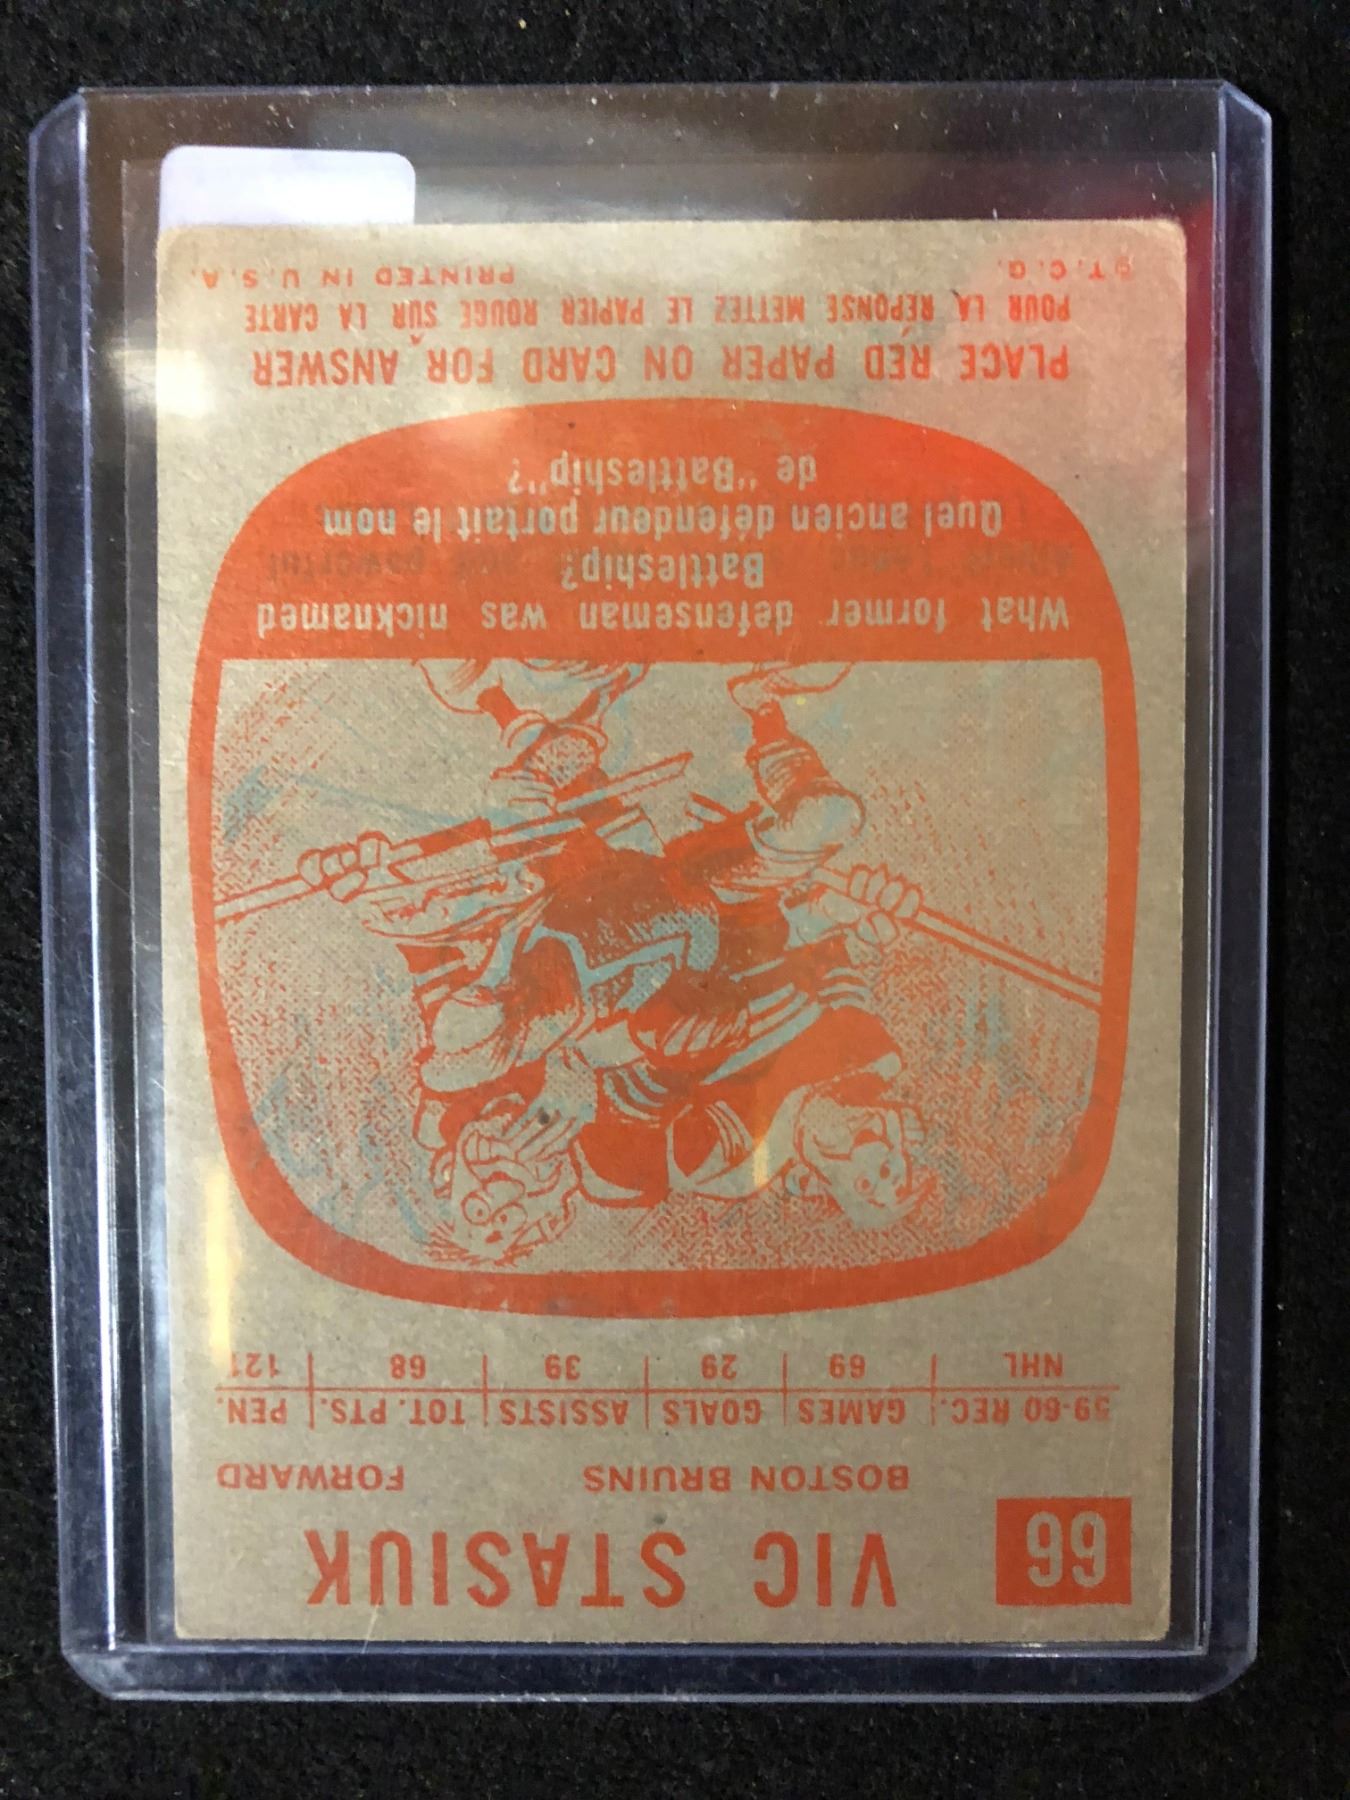 66
VIC STASIUK
BOSTON BRUINS FORWARD
59-60 REC. GAMES GOALS ASSISTS TOT. PTS. PEN.
NHL 69 29 39 68 121
What former defenseman was nicknamed
Battleship?
Quel ancien défendeur portait le nom
de "Battleship"?
PLACE RED PAPER ON CARD FOR ANSWER
POUR LA RÉPONSE METTEZ LE PAPIER ROUGE SÛR LA CARTE
©T.C.G. PRINTED IN U.S.A.